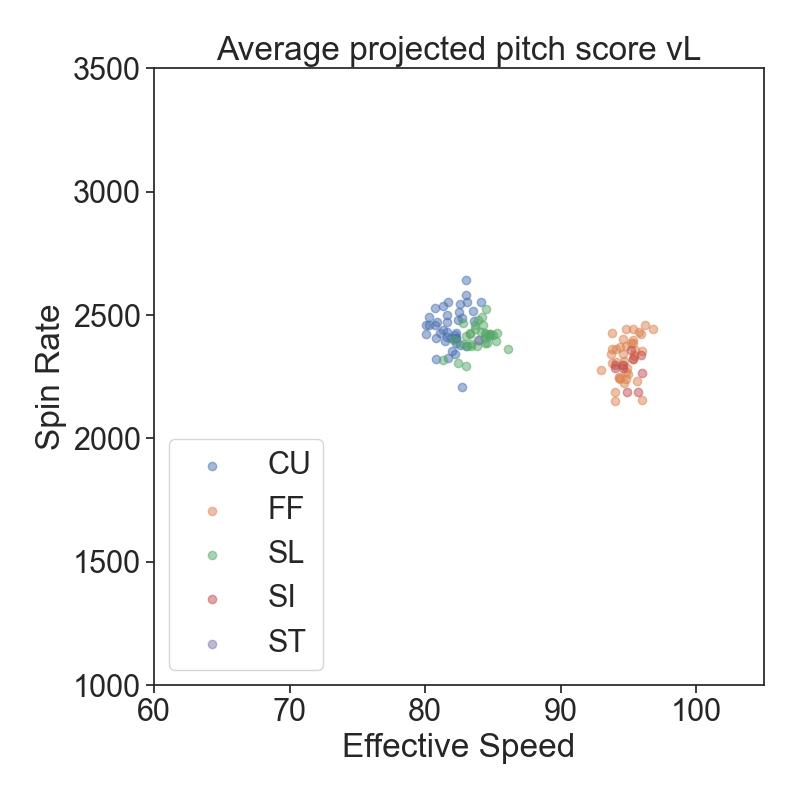 Average projected pitch score vL
3500
3000
2500
2000
1500
1000
Spin Rate
CU
FF
SL
SI
ST
60 70 80 90 100
Effective Speed